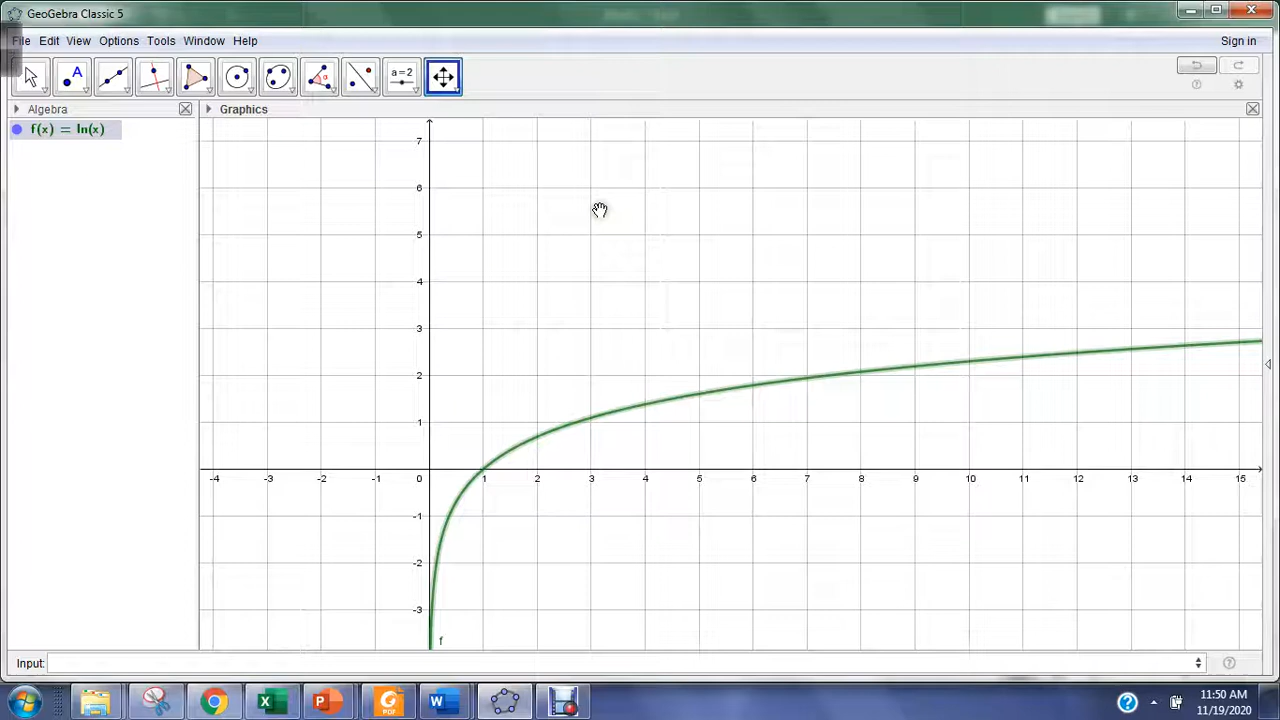 GeoGebra Classic 5
File Edit View Options Tools Window Help Sign in
A α a=2
Algebra Graphics
f(x) = ln(x)
7
6
5
4
3
2
1
-4 -3 -2 -1 0 1 2 3 4 5 6 7 8 9 10 11 12 13 14 15
-1
-2
-3
f
Input:
11:50 AM
11/19/2020